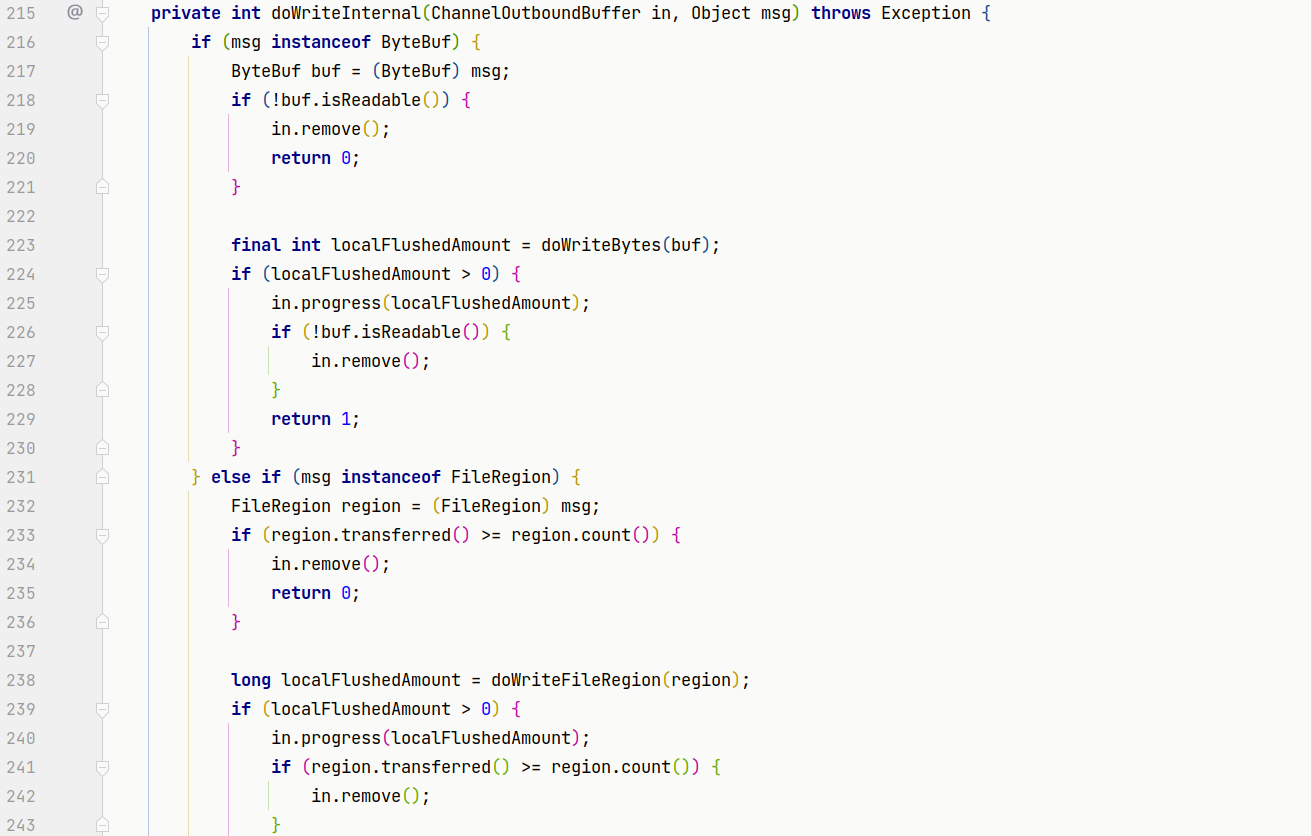 215 @ private int doWriteInternal(ChannelOutboundBuffer in, Object msg) throws Exception {
216 if (msg instanceof ByteBuf) {
217 ByteBuf buf = (ByteBuf) msg;
218 if (!buf.isReadable()) {
219 in.remove();
220 return 0;
221 }
222
223 final int localFlushedAmount = doWriteBytes(buf);
224 if (localFlushedAmount > 0) {
225 in.progress(localFlushedAmount);
226 if (!buf.isReadable()) {
227 in.remove();
228 }
229 return 1;
230 }
231 } else if (msg instanceof FileRegion) {
232 FileRegion region = (FileRegion) msg;
233 if (region.transferred() >= region.count()) {
234 in.remove();
235 return 0;
236 }
237
238 long localFlushedAmount = doWriteFileRegion(region);
239 if (localFlushedAmount > 0) {
240 in.progress(localFlushedAmount);
241 if (region.transferred() >= region.count()) {
242 in.remove();
243 }